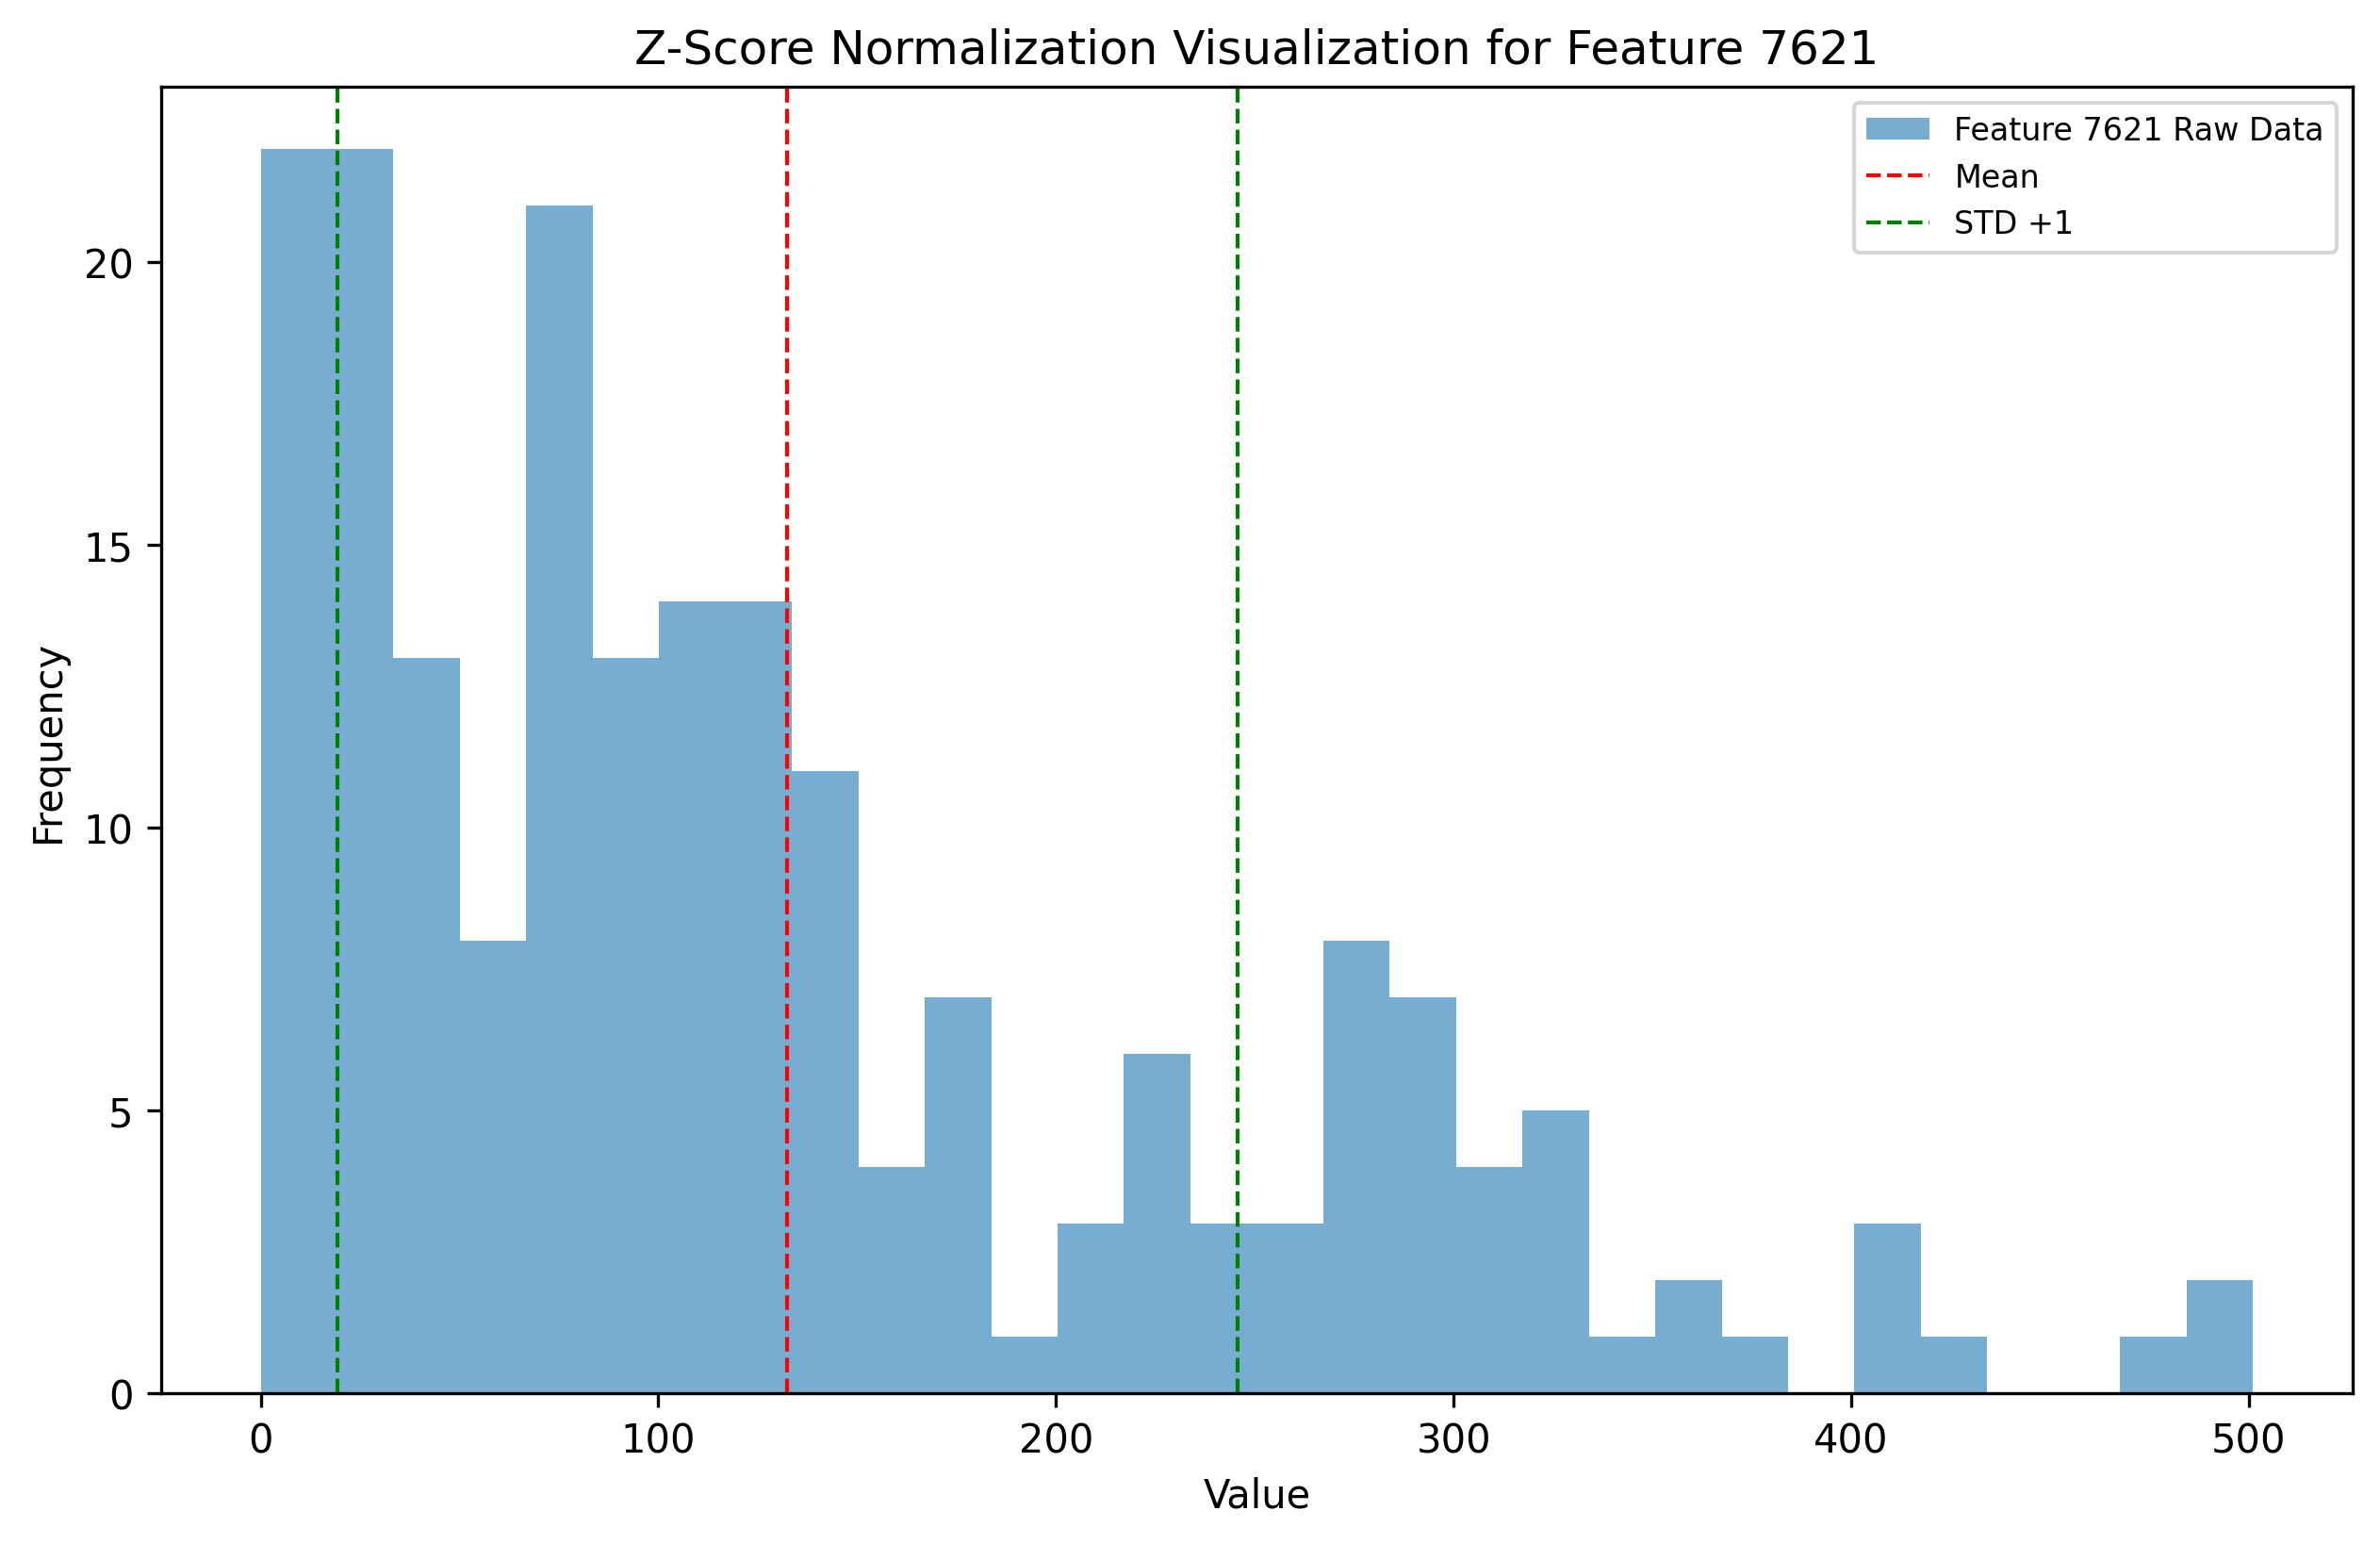 Z-Score Normalization Visualization for Feature 7621
Feature 7621 Raw Data
Mean
STD +1
Frequency
20
15
10
5
0
0 100 200 300 400 500
Value